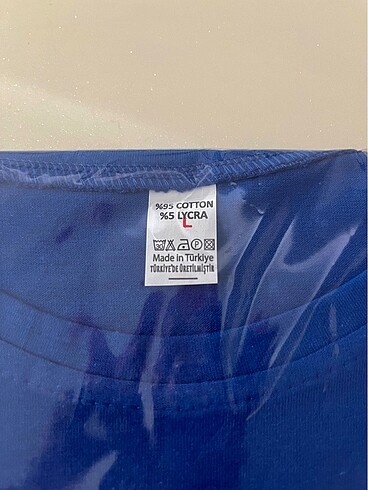 %95 COTTON
%5 LYCRA
L
Made in Türkiye
TÜRKİYE'DE ÜRETİLMİŞTİR